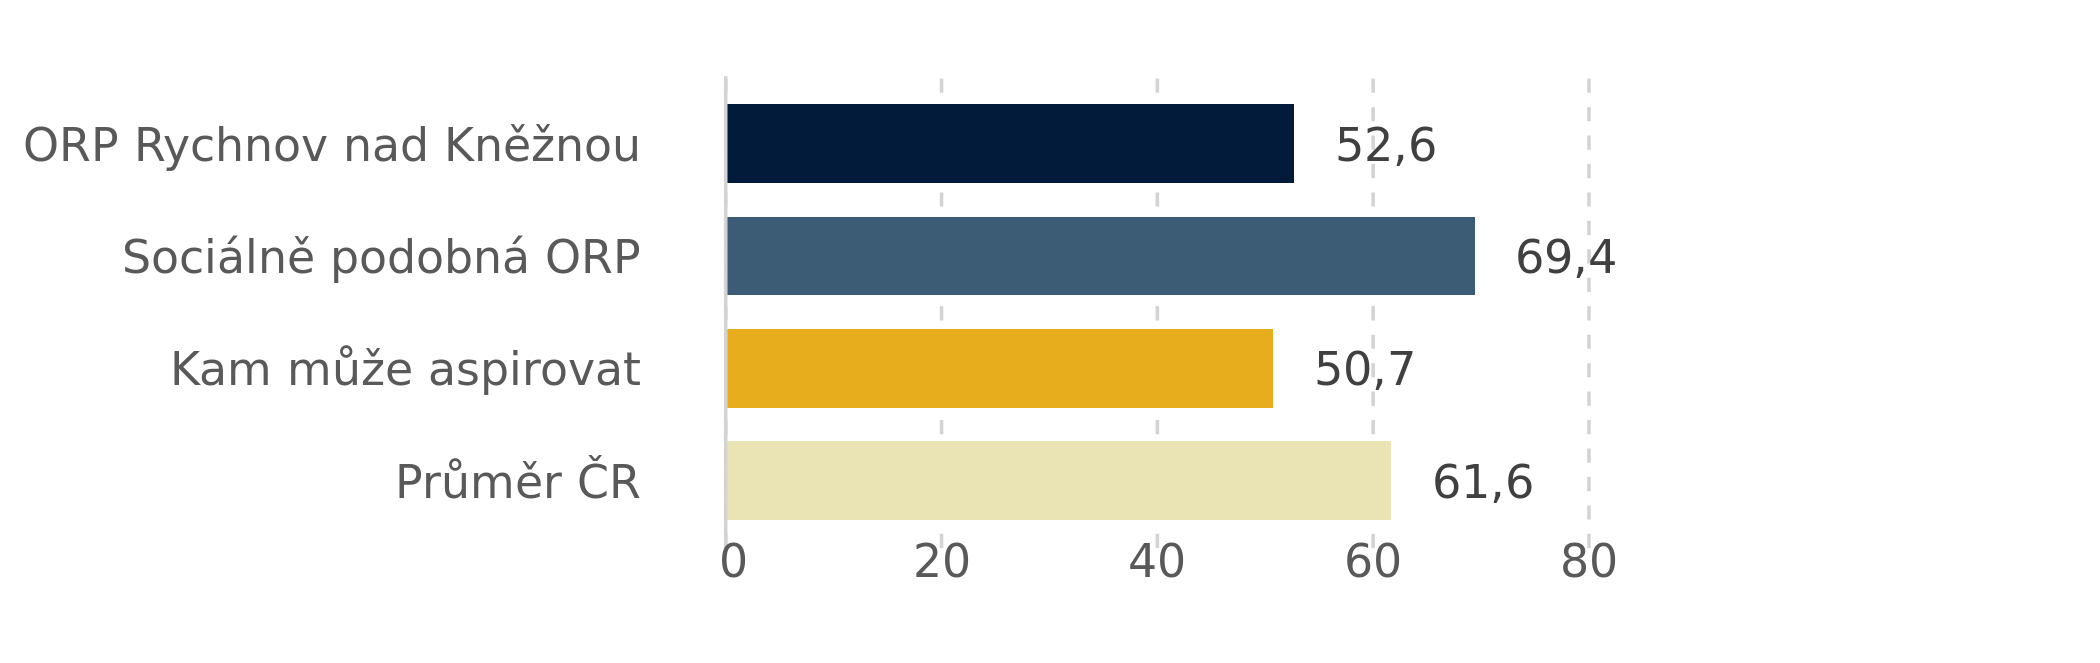 ORP Rychnov nad Kněžnou 52,6
Sociálně podobná ORP 69,4
Kam může aspirovat 50,7
Průměr ČR 61,6
0 20 40 60 80